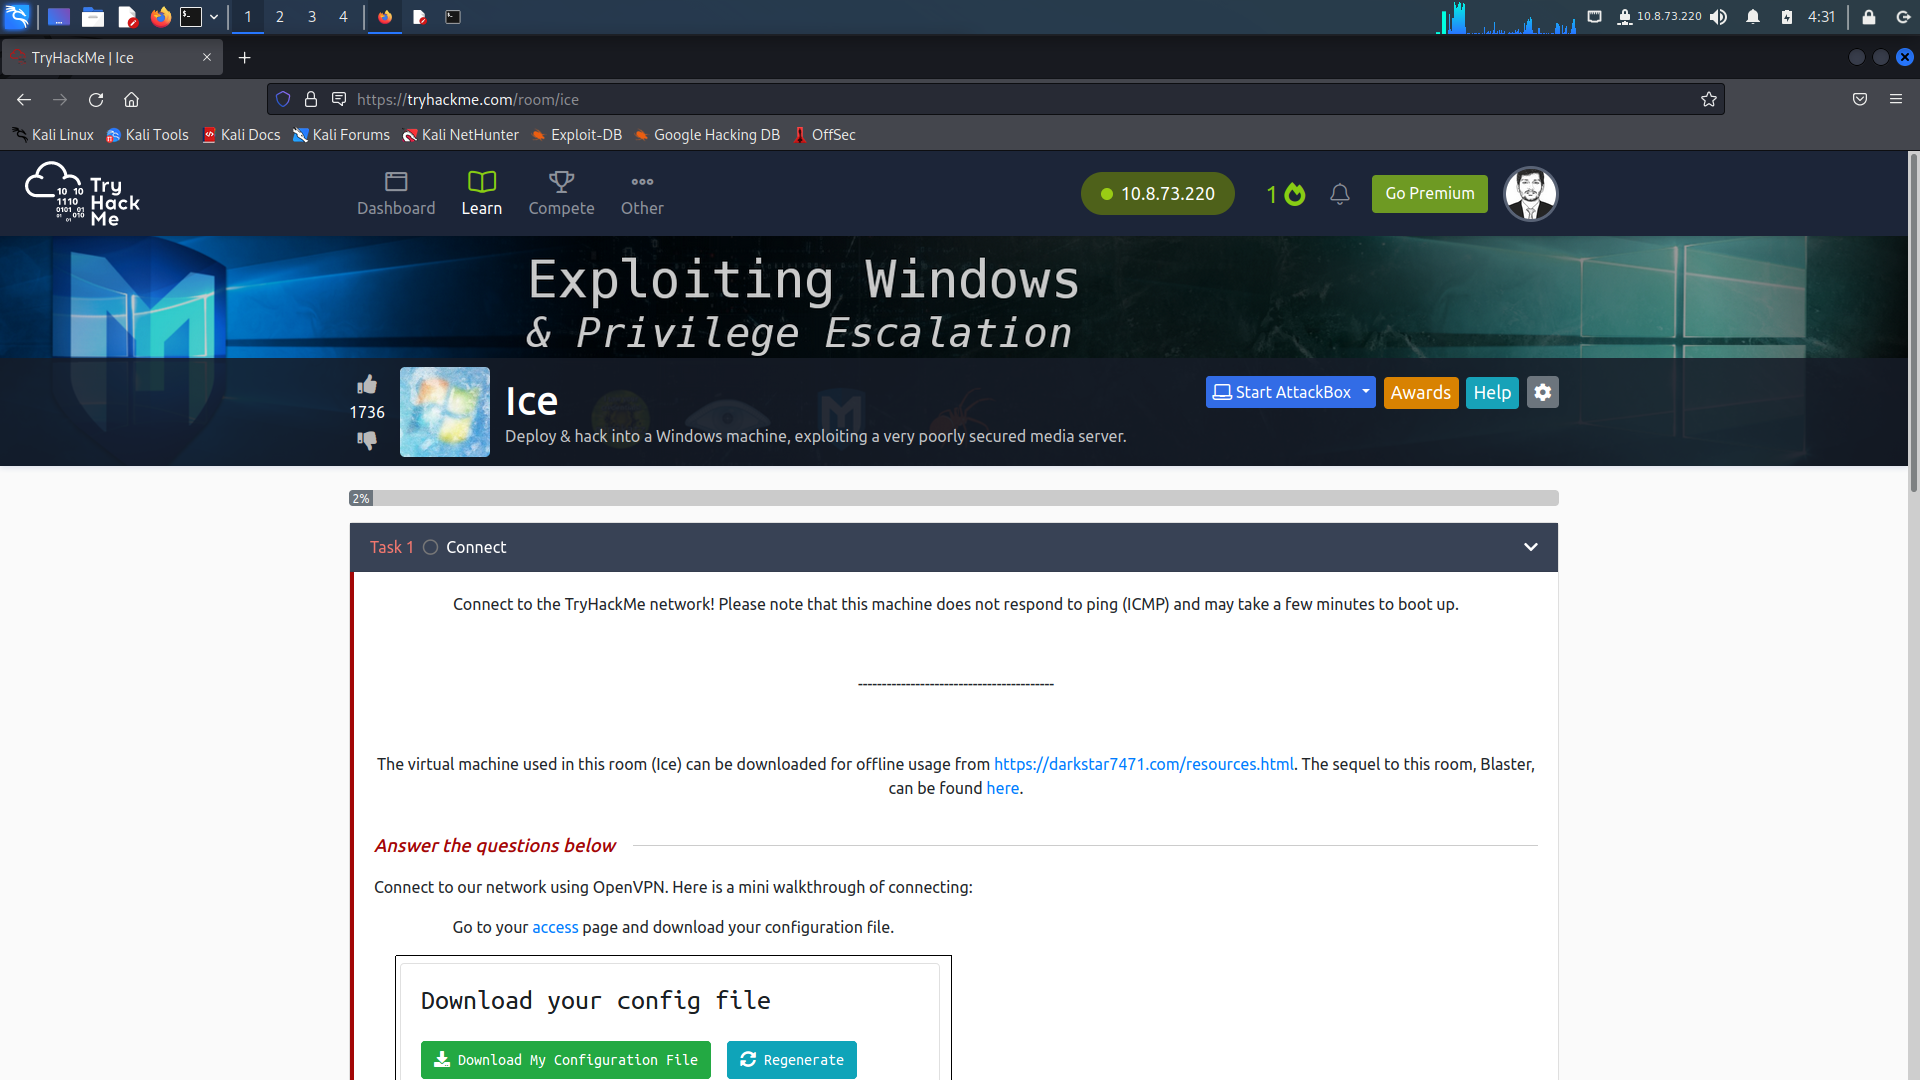 1 2 3 4
10.8.73.220 4:31
TryHackMe | Ice
https://tryhackme.com/room/ice
Kali Linux Kali Tools Kali Docs Kali Forums Kali NetHunter Exploit-DB Google Hacking DB OffSec
Try
Hack
Me
10 10
1110
0101 01
01 010
01
Dashboard Learn Compete Other
10.8.73.220 1 Go Premium
Exploiting Windows
& Privilege Escalation
1736
Ice
Deploy & hack into a Windows machine, exploiting a very poorly secured media server.
Start AttackBox Awards Help
2%
Task 1 Connect
Connect to the TryHackMe network! Please note that this machine does not respond to ping (ICMP) and may take a few minutes to boot up.
-----------------------------------------
The virtual machine used in this room (Ice) can be downloaded for offline usage from https://darkstar7471.com/resources.html. The sequel to this room, Blaster,
can be found here.
Answer the questions below
Connect to our network using OpenVPN. Here is a mini walkthrough of connecting:
Go to your access page and download your configuration file.
Download your config file
Download My Configuration File Regenerate